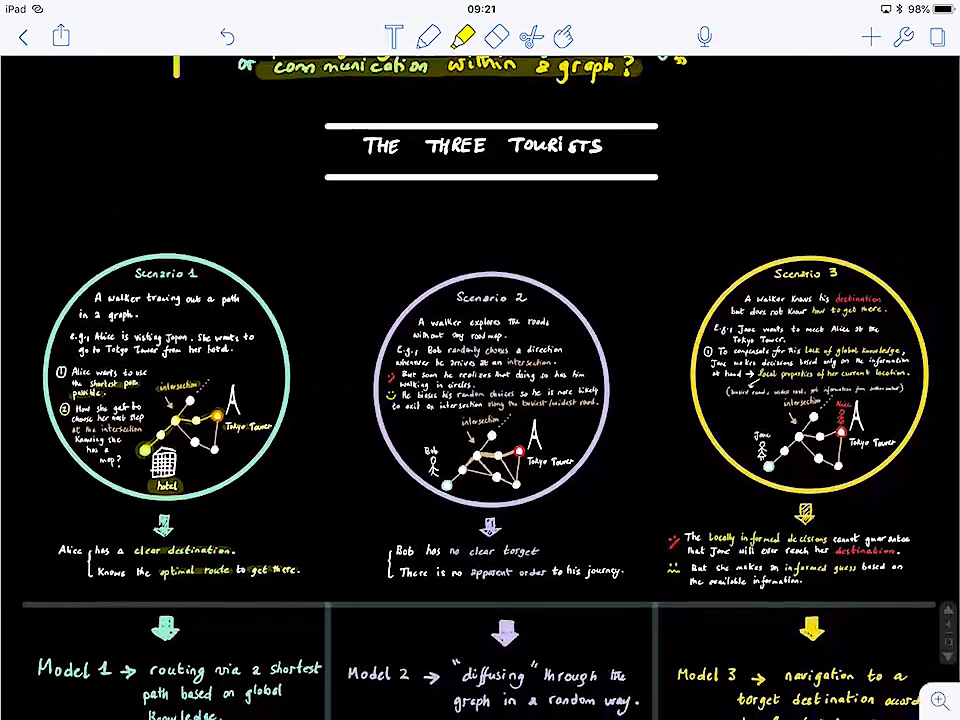 iPad
09:21
98%
or communication within a graph?
THE THREE TOURISTS
Scenario 1
A walker tracing out a path
in a graph.
e.g., Alice is visiting Japan. She wants to
go to Tokyo Tower from her hotel.
① Alice wants to use
the shortest path
possible.
② How she get to
choose her next step
at the intersection
Knowing she
has a
map?
intersection
Tokyo Tower
hotel
Alice has a clear destination.
Knows the optimal route to get there.
Scenario 2
A walker explores the roads
without any roadmap.
E.g., Bob randomly choses a direction
whenever he arrives at an intersection.
But soon he realizes that doing so has him
walking in circles.
He biases his random choices so he is more likely
to exit an intersection along the busiest/widest road.
intersection
Bob
Tokyo Tower
Bob has no clear target
There is no apparent order to his journey.
Scenario 3
A walker knows his destination
but does not know how to get there.
E.g., Jane wants to meet Alice at the
Tokyo Tower.
① To compensate for this lack of global knowledge,
Jane makes decisions based only on the information
at hand → local properties of her current location.
intersection
Alice
Jane
Tokyo Tower
The locally informed decisions cannot guarantee
that Jane will ever reach her destination.
But she makes an informed guess based on
the available information.
Model 1 → routing via a shortest
path based on global
knowledge.
Model 2 → "diffusing" through the
graph in a random way.
Model 3 → navigation to a
target destination